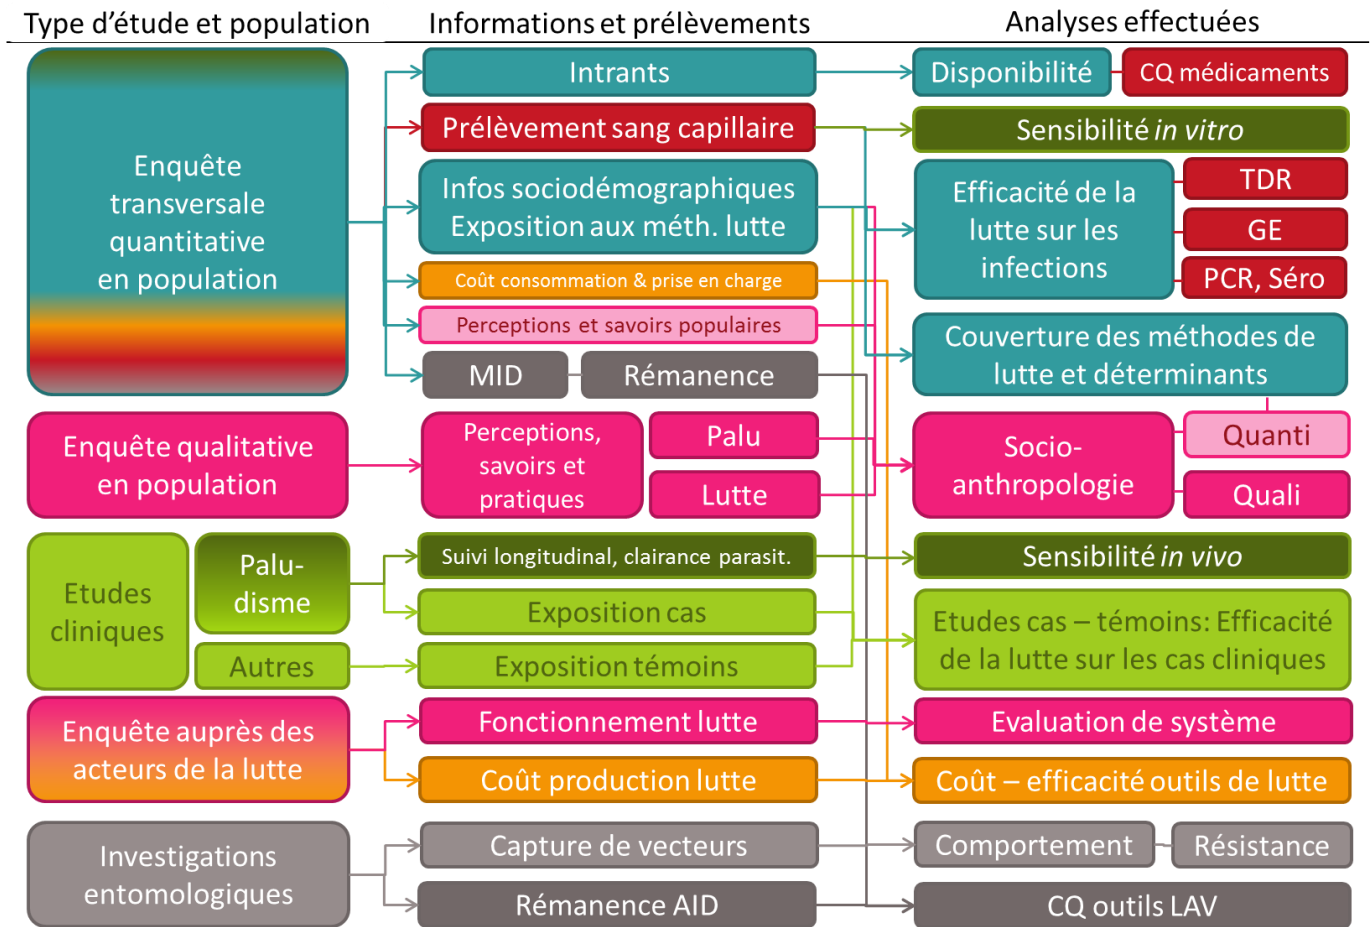 Type d'étude et population
Informations et prélèvements
Analyses effectuées
Enquête
transversale
quantitative
en population
Intrants
Disponibilité
CQ médicaments
Prélèvement sang capillaire
Sensibilité in vitro
Infos sociodémographiques
Exposition aux méth. lutte
Efficacité de la
lutte sur les
infections
TDR
GE
PCR, Séro
Coût consommation & prise en charge
Perceptions et savoirs populaires
Couverture des méthodes de
lutte et déterminants
MID
Rémanence
Enquête qualitative
en population
Perceptions,
savoirs et
pratiques
Palu
Lutte
Socio-
anthropologie
Quanti
Quali
Etudes
cliniques
Palu-
disme
Autres
Suivi longitudinal, clairance parasit.
Sensibilité in vivo
Exposition cas
Exposition témoins
Etudes cas – témoins: Efficacité
de la lutte sur les cas cliniques
Enquête auprès des
acteurs de la lutte
Fonctionnement lutte
Evaluation de système
Coût production lutte
Coût – efficacité outils de lutte
Investigations
entomologiques
Capture de vecteurs
Comportement
Résistance
Rémanence AID
CQ outils LAV